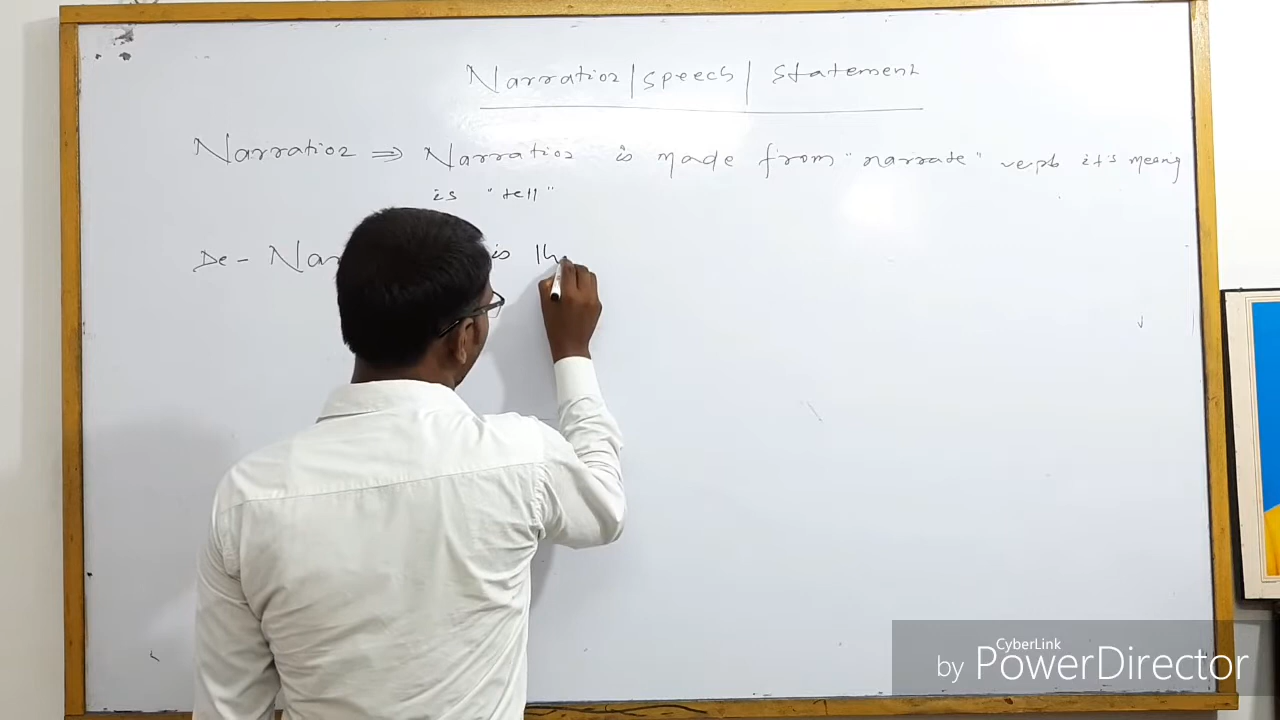 Narration / Speech / Statement
Narration ⇒ Narration is made from "narrate" verb it's meaning
is "tell"
De - Nar is th
CyberLink
by PowerDirector